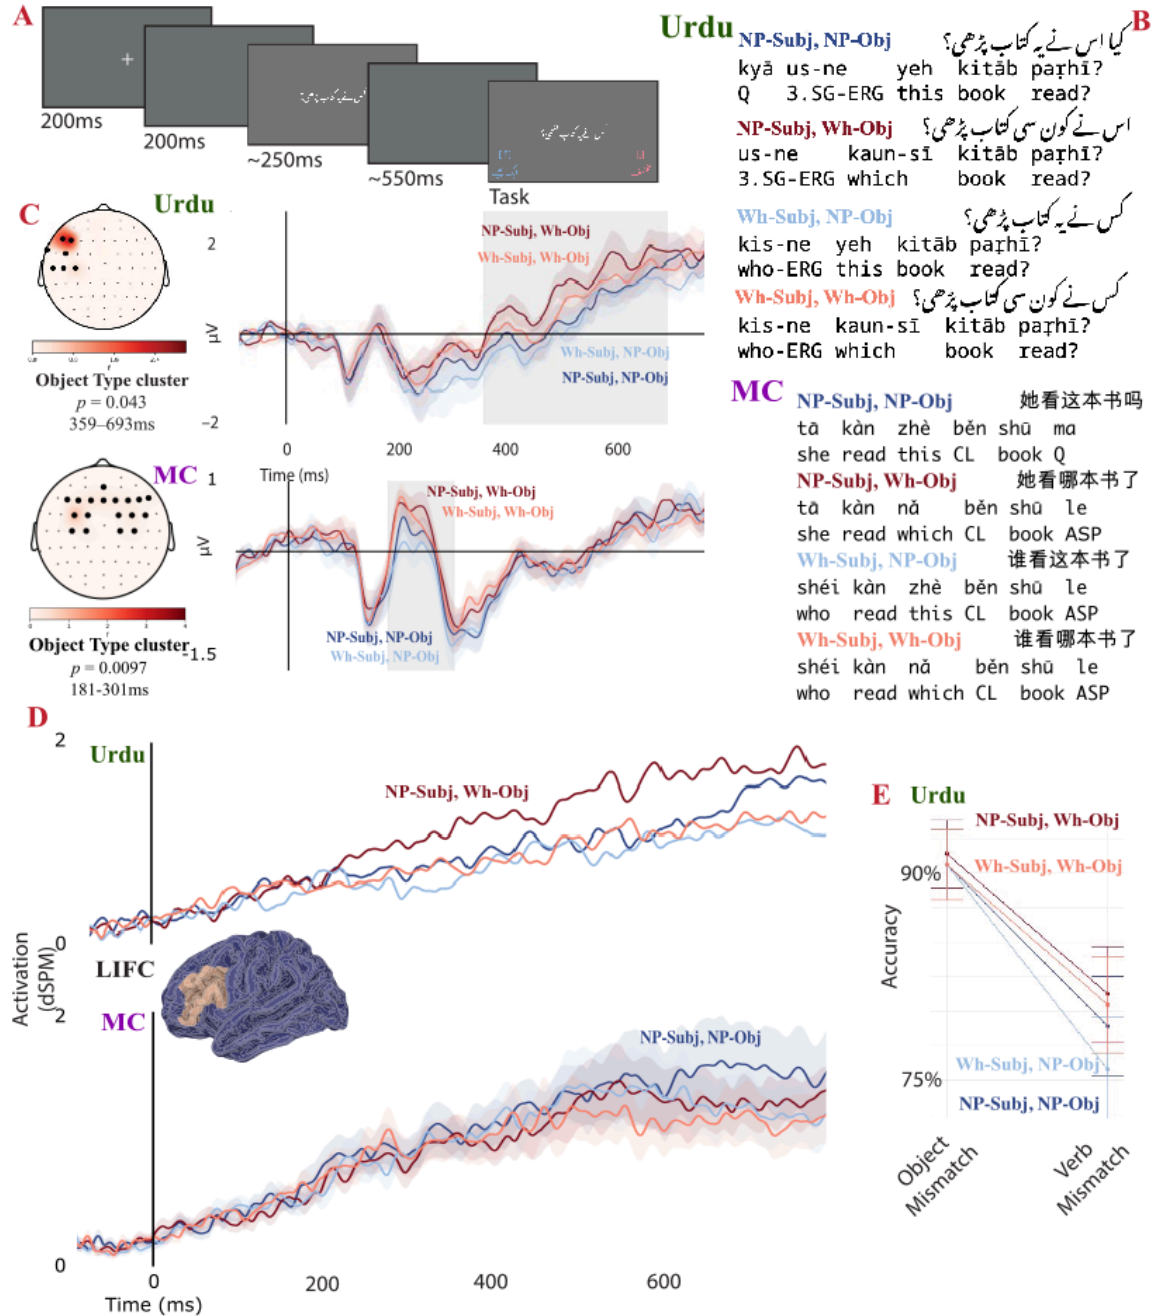 A
200ms
200ms
~250ms
کس نے یہ کتاب پڑھی؟
~550ms
کس نے یہ کتاب پڑھی؟
Task
B
Urdu
NP-Subj, NP-Obj کیا اس نے یہ کتاب پڑھی؟
kyā us-ne yeh kitāb paṛhī?
Q 3.SG-ERG this book read?
NP-Subj, Wh-Obj اس نے کون سی کتاب پڑھی؟
us-ne kaun-sī kitāb paṛhī?
3.SG-ERG which book read?
Wh-Subj, NP-Obj کس نے یہ کتاب پڑھی؟
kis-ne yeh kitāb paṛhī?
who-ERG this book read?
Wh-Subj, Wh-Obj کس نے کون سی کتاب پڑھی؟
kis-ne kaun-sī kitāb paṛhī?
who-ERG which book read?
MC
NP-Subj, NP-Obj 她看这本书吗
tā kàn zhè běn shū ma
she read this CL book Q
NP-Subj, Wh-Obj 她看哪本书了
tā kàn nǎ běn shū le
she read which CL book ASP
Wh-Subj, NP-Obj 谁看这本书了
shéi kàn zhè běn shū le
who read this CL book ASP
Wh-Subj, Wh-Obj 谁看哪本书了
shéi kàn nǎ běn shū le
who read which CL book ASP
C
Urdu
Object Type cluster
p = 0.043
359–693ms
2
μV
−2
NP-Subj, Wh-Obj
Wh-Subj, Wh-Obj
Wh-Subj, NP-Obj
NP-Subj, NP-Obj
0 200 400 600
Time (ms)
MC
0 1 2 3 4
Object Type cluster
p = 0.0097
181-301ms
1
μV
-1.5
NP-Subj, Wh-Obj
Wh-Subj, Wh-Obj
NP-Subj, NP-Obj
Wh-Subj, NP-Obj
D
Urdu
2
0
NP-Subj, Wh-Obj
Activation
(dSPM)
LIFC
MC
2
0
NP-Subj, NP-Obj
0 200 400 600
Time (ms)
E
Urdu
NP-Subj, Wh-Obj
Wh-Subj, Wh-Obj
90%
Accuracy
75%
Wh-Subj, NP-Obj
NP-Subj, NP-Obj
Object
Mismatch
Verb
Mismatch